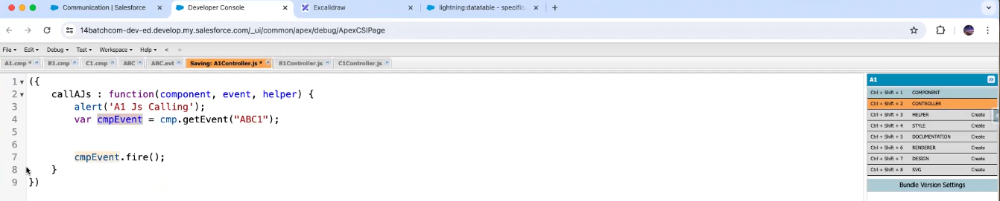 Communication | Salesforce
Developer Console
Excalidraw
lightning:datatable - specific
14batchcom-dev-ed.develop.my.salesforce.com/_ui/common/apex/debug/ApexCSIPage
File Edit Debug Test Workspace Help < >
A1.cmp * B1.cmp C1.cmp ABC ABC.evt Saving: A1Controller.js * B1Controller.js C1Controller.js
1 ({
2 callAJs : function(component, event, helper) {
3 alert('A1 Js Calling');
4 var cmpEvent = cmp.getEvent("ABC1");
5
6
7 cmpEvent.fire();
8 }
9 })
A1
Ctrl + Shift + 1 COMPONENT
Ctrl + Shift + 2 CONTROLLER
Ctrl + Shift + 3 HELPER Create
Ctrl + Shift + 4 STYLE Create
Ctrl + Shift + 5 DOCUMENTATION Create
Ctrl + Shift + 6 RENDERER Create
Ctrl + Shift + 7 DESIGN Create
Ctrl + Shift + 8 SVG Create
Bundle Version Settings